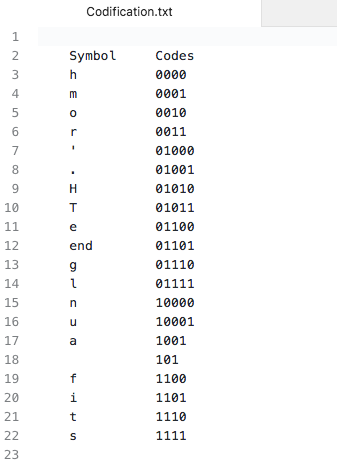 Codification.txt
1
2 Symbol Codes
3 h 0000
4 m 0001
5 o 0010
6 r 0011
7 ' 01000
8 . 01001
9 H 01010
10 T 01011
11 e 01100
12 end 01101
13 g 01110
14 l 01111
15 n 10000
16 u 10001
17 a 1001
18 101
19 f 1100
20 i 1101
21 t 1110
22 s 1111
23